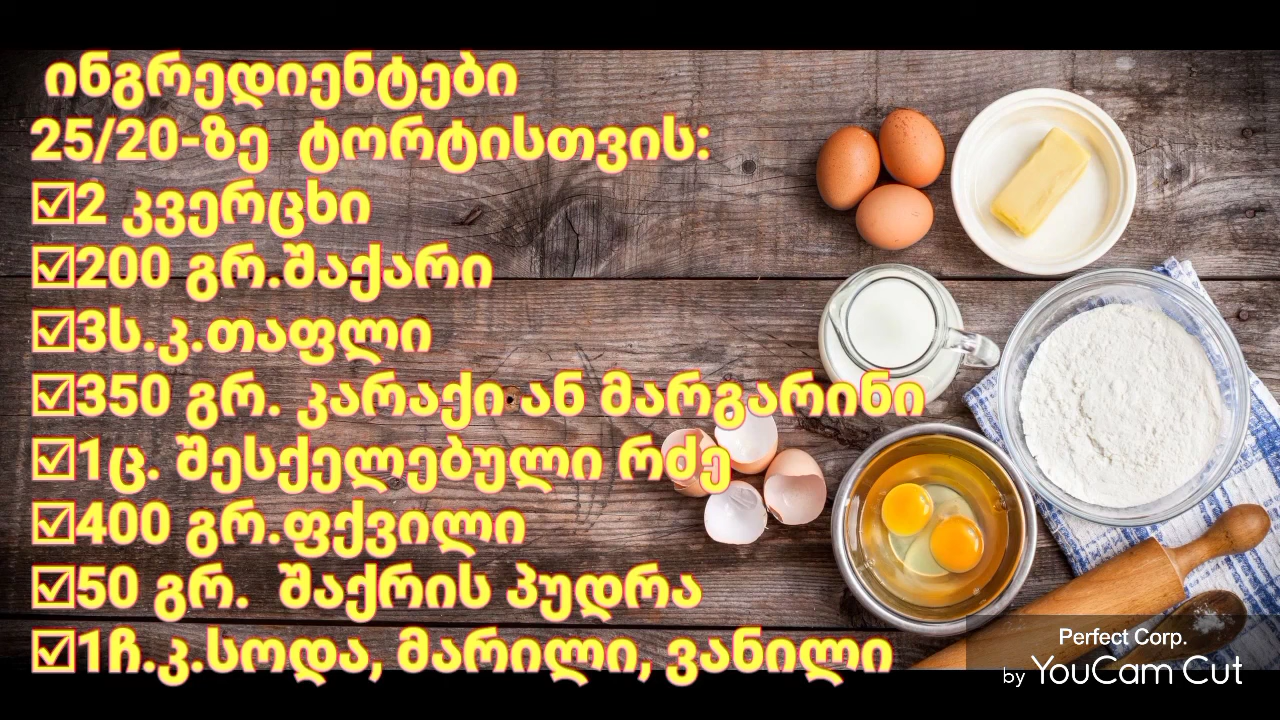 ინგრედიენტები
25/20-ზე ტორტისთვის:
☑2 კვერცხი
☑200 გრ.შაქარი
☑3ს.კ.თაფლი
☑350 გრ. კარაქი ან მარგარინი
☑1ც. შესქელებული რძე
☑400 გრ.ფქვილი
☑50 გრ. შაქრის პუდრა
☑1ჩ.კ.სოდა, მარილი, ვანილი
Perfect Corp.
by YouCam Cut